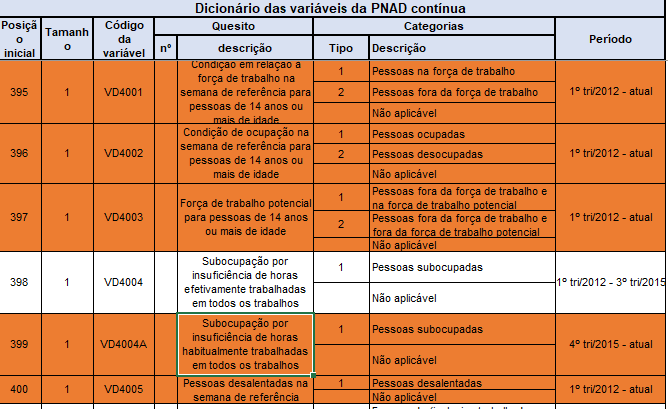 Dicionário das variáveis da PNAD contínua
Posiçã
o
inicial
Tamanh
o
Código
da
variável
Quesito
nº
descrição
Categorias
Tipo
Descrição
Período
395
1
VD4001
Condição em relação à
força de trabalho na
semana de referência para
pessoas de 14 anos ou
mais de idade
1
Pessoas na força de trabalho
2
Pessoas fora da força de trabalho
Não aplicável
1º tri/2012 - atual
396
1
VD4002
Condição de ocupação na
semana de referência para
pessoas de 14 anos ou
mais de idade
1
Pessoas ocupadas
2
Pessoas desocupadas
Não aplicável
1º tri/2012 - atual
397
1
VD4003
Força de trabalho potencial
para pessoas de 14 anos
ou mais de idade
1
Pessoas fora da força de trabalho e
na força de trabalho potencial
2
Pessoas fora da força de trabalho e
fora da força de trabalho potencial
Não aplicável
1º tri/2012 - atual
398
1
VD4004
Subocupação por
insuficiência de horas
efetivamente trabalhadas
em todos os trabalhos
1
Pessoas subocupadas
Não aplicável
1º tri/2012 - 3º tri/2015
399
1
VD4004A
Subocupação por
insuficiência de horas
habitualmente trabalhadas
em todos os trabalhos
1
Pessoas subocupadas
Não aplicável
4º tri/2015 - atual
400
1
VD4005
Pessoas desalentadas na
semana de referência
1
Pessoas desalentadas
Não aplicável
1º tri/2012 - atual